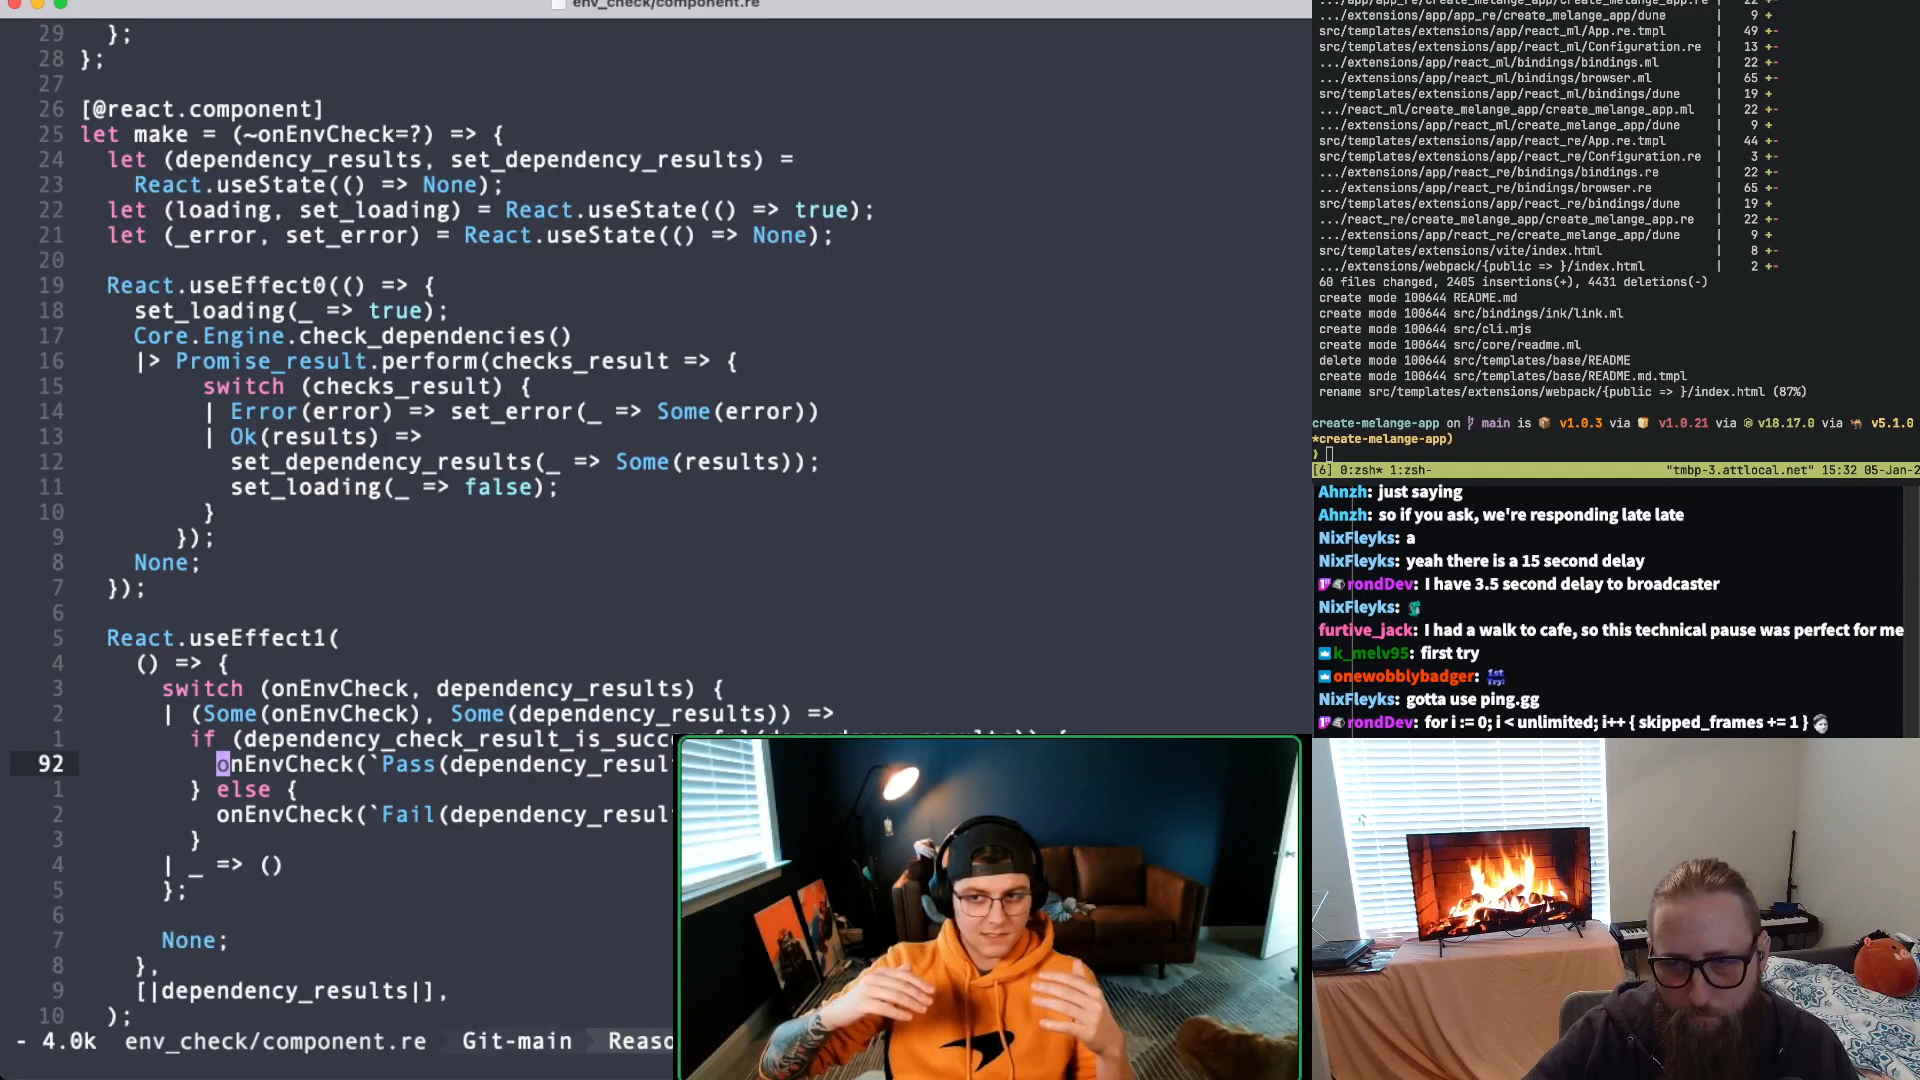 env_check/component.re
29 };
28 };
27
26 [@react.component]
25 let make = (~onEnvCheck=?) => {
24 let (dependency_results, set_dependency_results) =
23 React.useState(() => None);
22 let (loading, set_loading) = React.useState(() => true);
21 let (_error, set_error) = React.useState(() => None);
20
19 React.useEffect0(() => {
18 set_loading(_ => true);
17 Core.Engine.check_dependencies()
16 |> Promise_result.perform(checks_result => {
15 switch (checks_result) {
14 | Error(error) => set_error(_ => Some(error))
13 | Ok(results) =>
12 set_dependency_results(_ => Some(results));
11 set_loading(_ => false);
10 }
9 });
8 None;
7 });
6
5 React.useEffect1(
4 () => {
3 switch (onEnvCheck, dependency_results) {
2 | (Some(onEnvCheck), Some(dependency_results)) =>
1 if (dependency_check_result_is_succ
92 onEnvCheck(`Pass(dependency_resul
1 } else {
2 onEnvCheck(`Fail(dependency_resul
3 }
4 | _ => ()
5 };
6
7 None;
8 },
9 [|dependency_results|],
10 );
- 4.0k env_check/component.re Git-main Reaso
.../app/app_re/create_melange_app/create_melange_app.re | 22 +-
.../extensions/app/app_re/create_melange_app/dune | 9 +
src/templates/extensions/app/react_ml/App.re.tmpl | 49 +-
src/templates/extensions/app/react_ml/Configuration.re | 13 +-
.../extensions/app/react_ml/bindings/bindings.ml | 22 +-
.../extensions/app/react_ml/bindings/browser.ml | 65 +-
src/templates/extensions/app/react_ml/bindings/dune | 19 +
.../react_ml/create_melange_app/create_melange_app.ml | 22 +-
.../extensions/app/react_ml/create_melange_app/dune | 9 +
src/templates/extensions/app/react_re/App.re.tmpl | 44 +-
src/templates/extensions/app/react_re/Configuration.re | 3 +-
.../extensions/app/react_re/bindings/bindings.re | 22 +-
.../extensions/app/react_re/bindings/browser.re | 65 +-
src/templates/extensions/app/react_re/bindings/dune | 19 +
.../react_re/create_melange_app/create_melange_app.re | 22 +-
.../extensions/app/react_re/create_melange_app/dune | 9 +
src/templates/extensions/vite/index.html | 8 +-
.../extensions/webpack/{public => }/index.html | 2 +-
60 files changed, 2405 insertions(+), 4431 deletions(-)
create mode 100644 README.md
create mode 100644 src/bindings/ink/link.ml
create mode 100644 src/cli.mjs
create mode 100644 src/core/readme.ml
delete mode 100644 src/templates/base/README
create mode 100644 src/templates/base/README.md.tmpl
rename src/templates/extensions/webpack/{public => }/index.html (87%)
create-melange-app on main is v1.0.3 via v1.0.21 via v18.17.0 via v5.1.0
*create-melange-app)
[6] 0:zsh* 1:zsh- "tmbp-3.attlocal.net" 15:32 05-Jan-2
Ahnzh: just saying
Ahnzh: so if you ask, we're responding late late
NixFleyks: a
NixFleyks: yeah there is a 15 second delay
rondDev: I have 3.5 second delay to broadcaster
NixFleyks:
furtive_jack: I had a walk to cafe, so this technical pause was perfect for me
k_melv95: first try
onewobblybadger: 1st Try!
NixFleyks: gotta use ping.gg
rondDev: for i := 0; i < unlimited; i++ { skipped_frames += 1 }